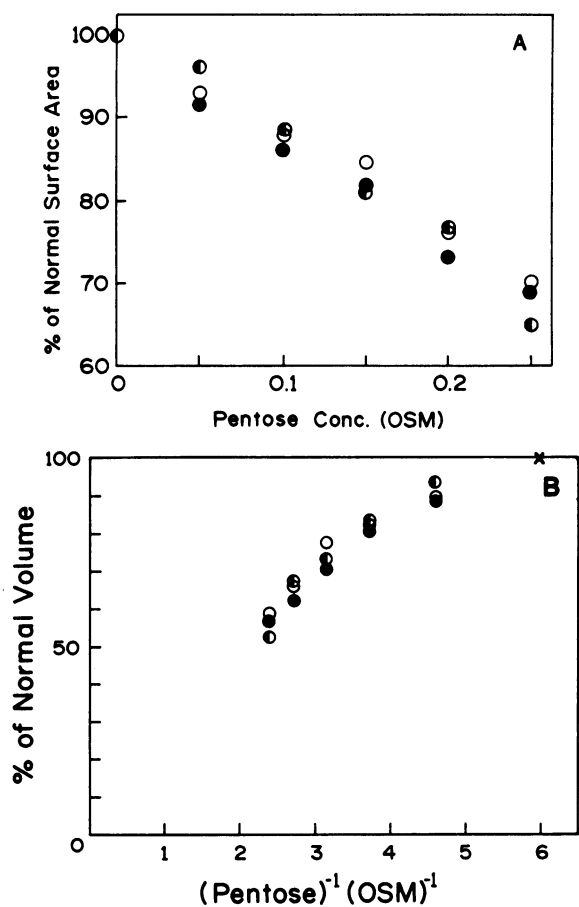 A
% of Normal Surface Area
100
90
80
70
60
0
0.1
0.2
Pentose Conc. (OSM)
B
% of Normal Volume
100
50
0
1
2
3
4
5
6
(Pentose)⁻¹ (OSM)⁻¹